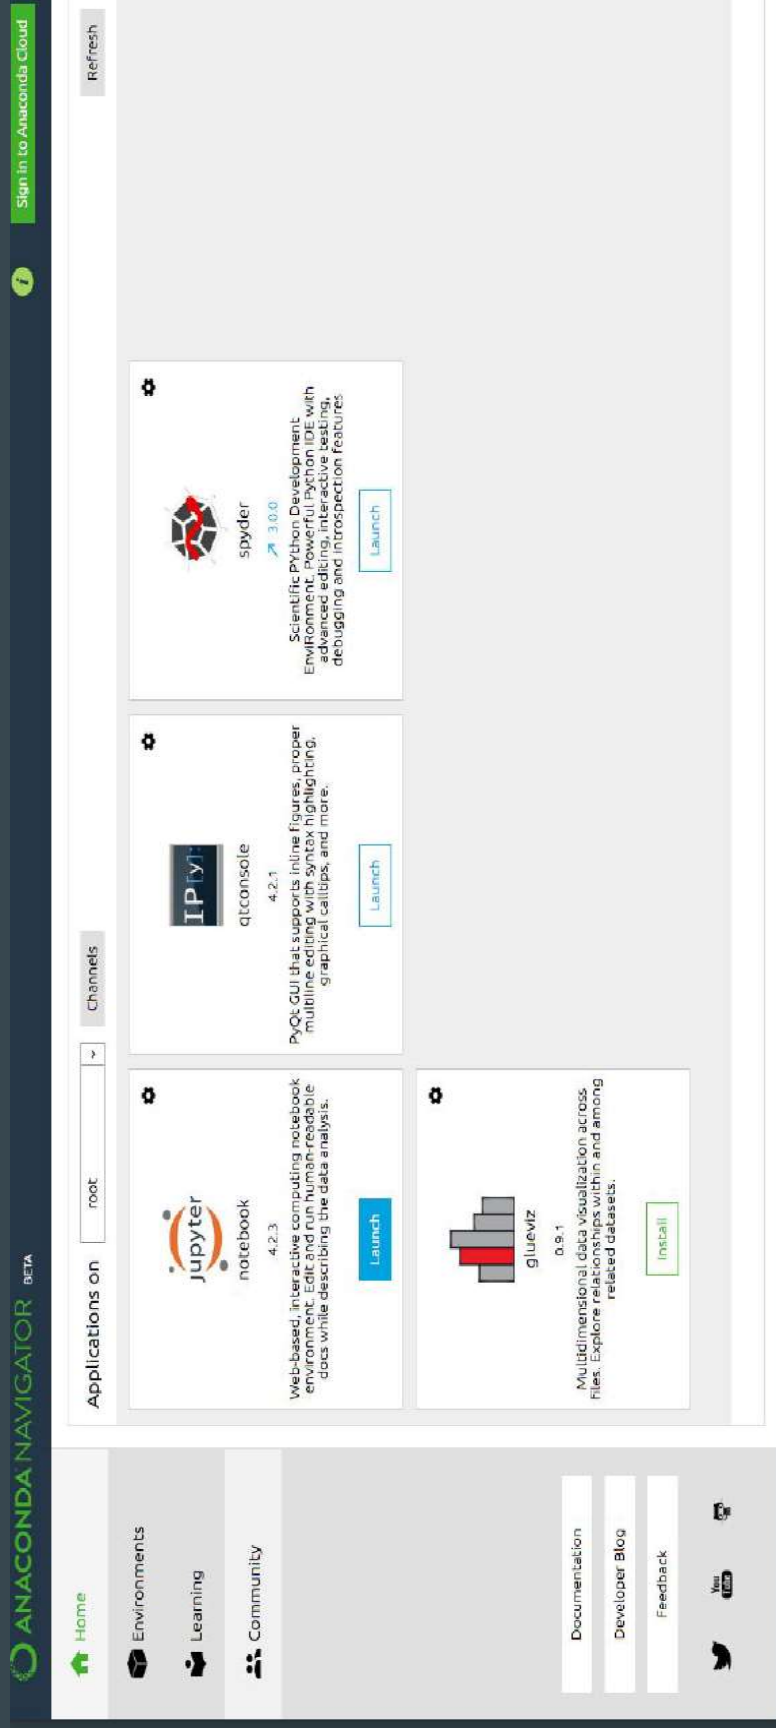 ANACONDA NAVIGATOR BETA
Sign in to Anaconda Cloud
Home
Environments
Learning
Community
Documentation
Developer Blog
Feedback
You
Tube
Applications on
root
Channels
Refresh
jupyter
notebook
4.2.3
Web-based, interactive computing notebook
environment. Edit and run human-readable
docs while describing the data analysis.
Launch
IP[y]:
qtconsole
4.2.1
PyQt GUI that supports inline figures, proper
multiline editing with syntax highlighting,
graphical calltips, and more.
Launch
spyder
3.0.0
Scientific PYthon Development
EnviRonment. Powerful Python IDE with
advanced editing, interactive testing,
debugging and introspection features
Launch
glueviz
0.9.1
Multidimensional data visualization across
files. Explore relationships within and among
related datasets.
Install